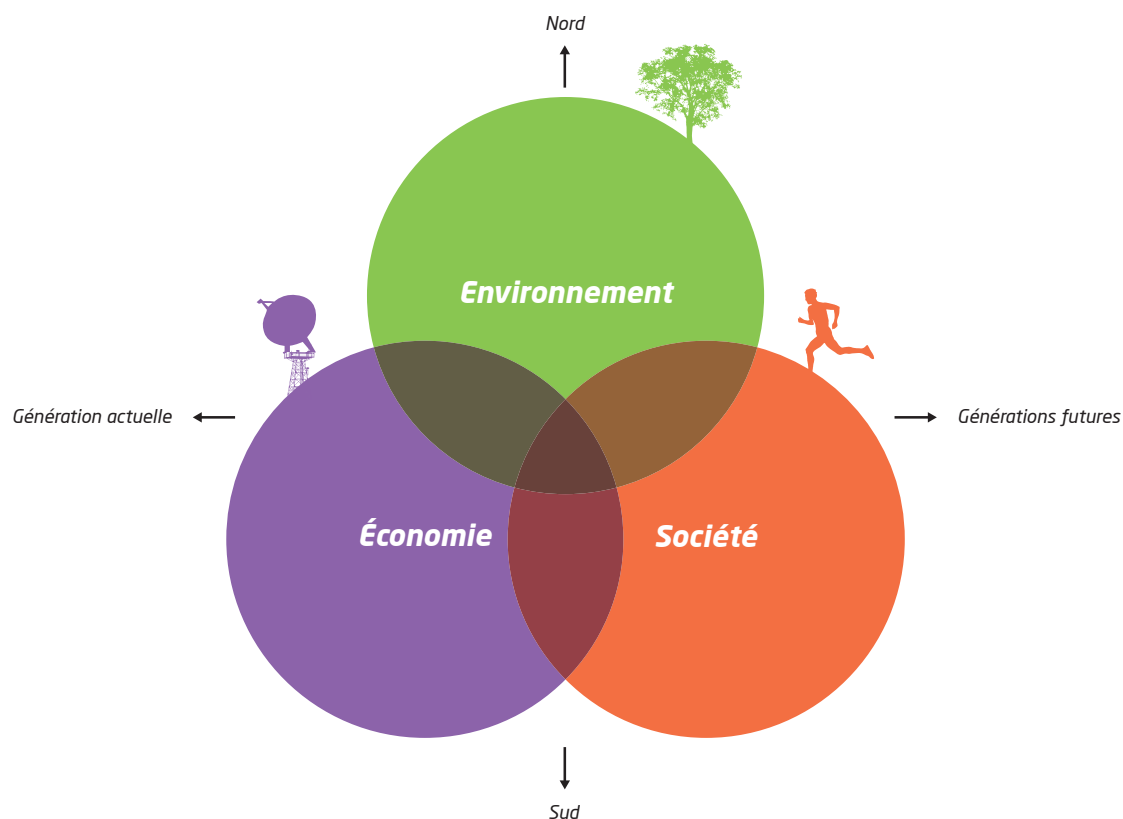 Nord
Environnement
Génération actuelle
Générations futures
Économie
Société
Sud